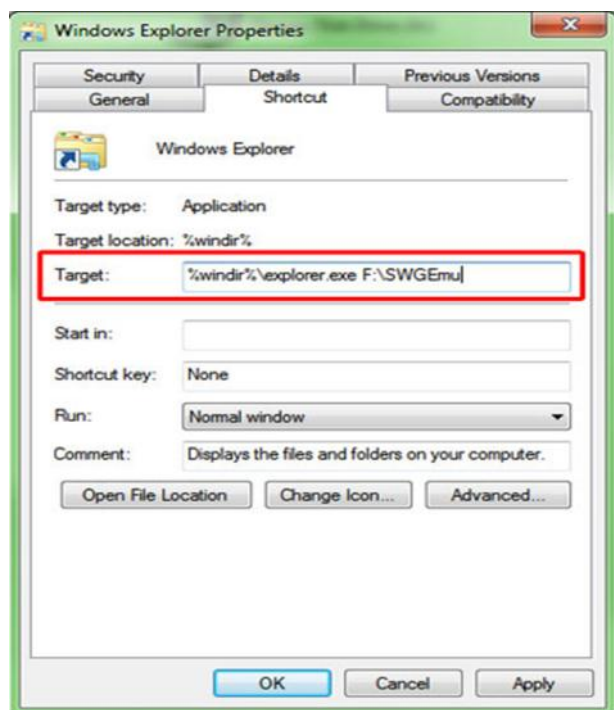 Windows Explorer Properties
Security Details Previous Versions
General Shortcut Compatibility
Windows Explorer
Target type: Application
Target location: %windir%
Target: %windir%\explorer.exe F:\SWGEmu
Start in:
Shortcut key: None
Run: Normal window
Comment: Displays the files and folders on your computer.
Open File Location Change Icon... Advanced...
OK Cancel Apply